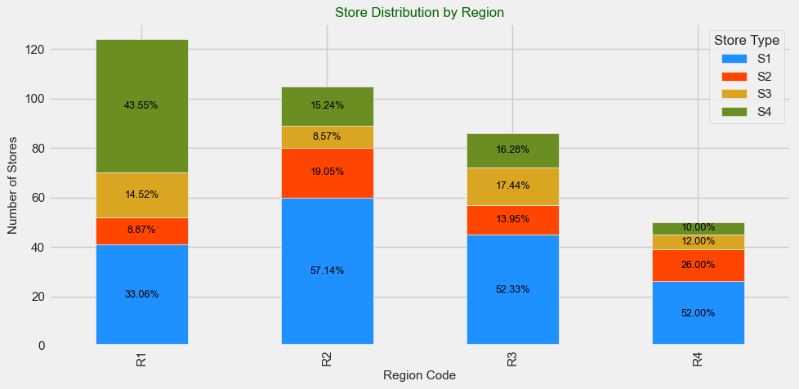 Store Distribution by Region
Store Type
S1
S2
S3
S4
Number of Stores
120
100
80
60
40
20
0
43.55%
14.52%
8.87%
33.06%
15.24%
8.57%
19.05%
57.14%
16.28%
17.44%
13.95%
52.33%
10.00%
12.00%
26.00%
52.00%
R1
R2
R3
R4
Region Code